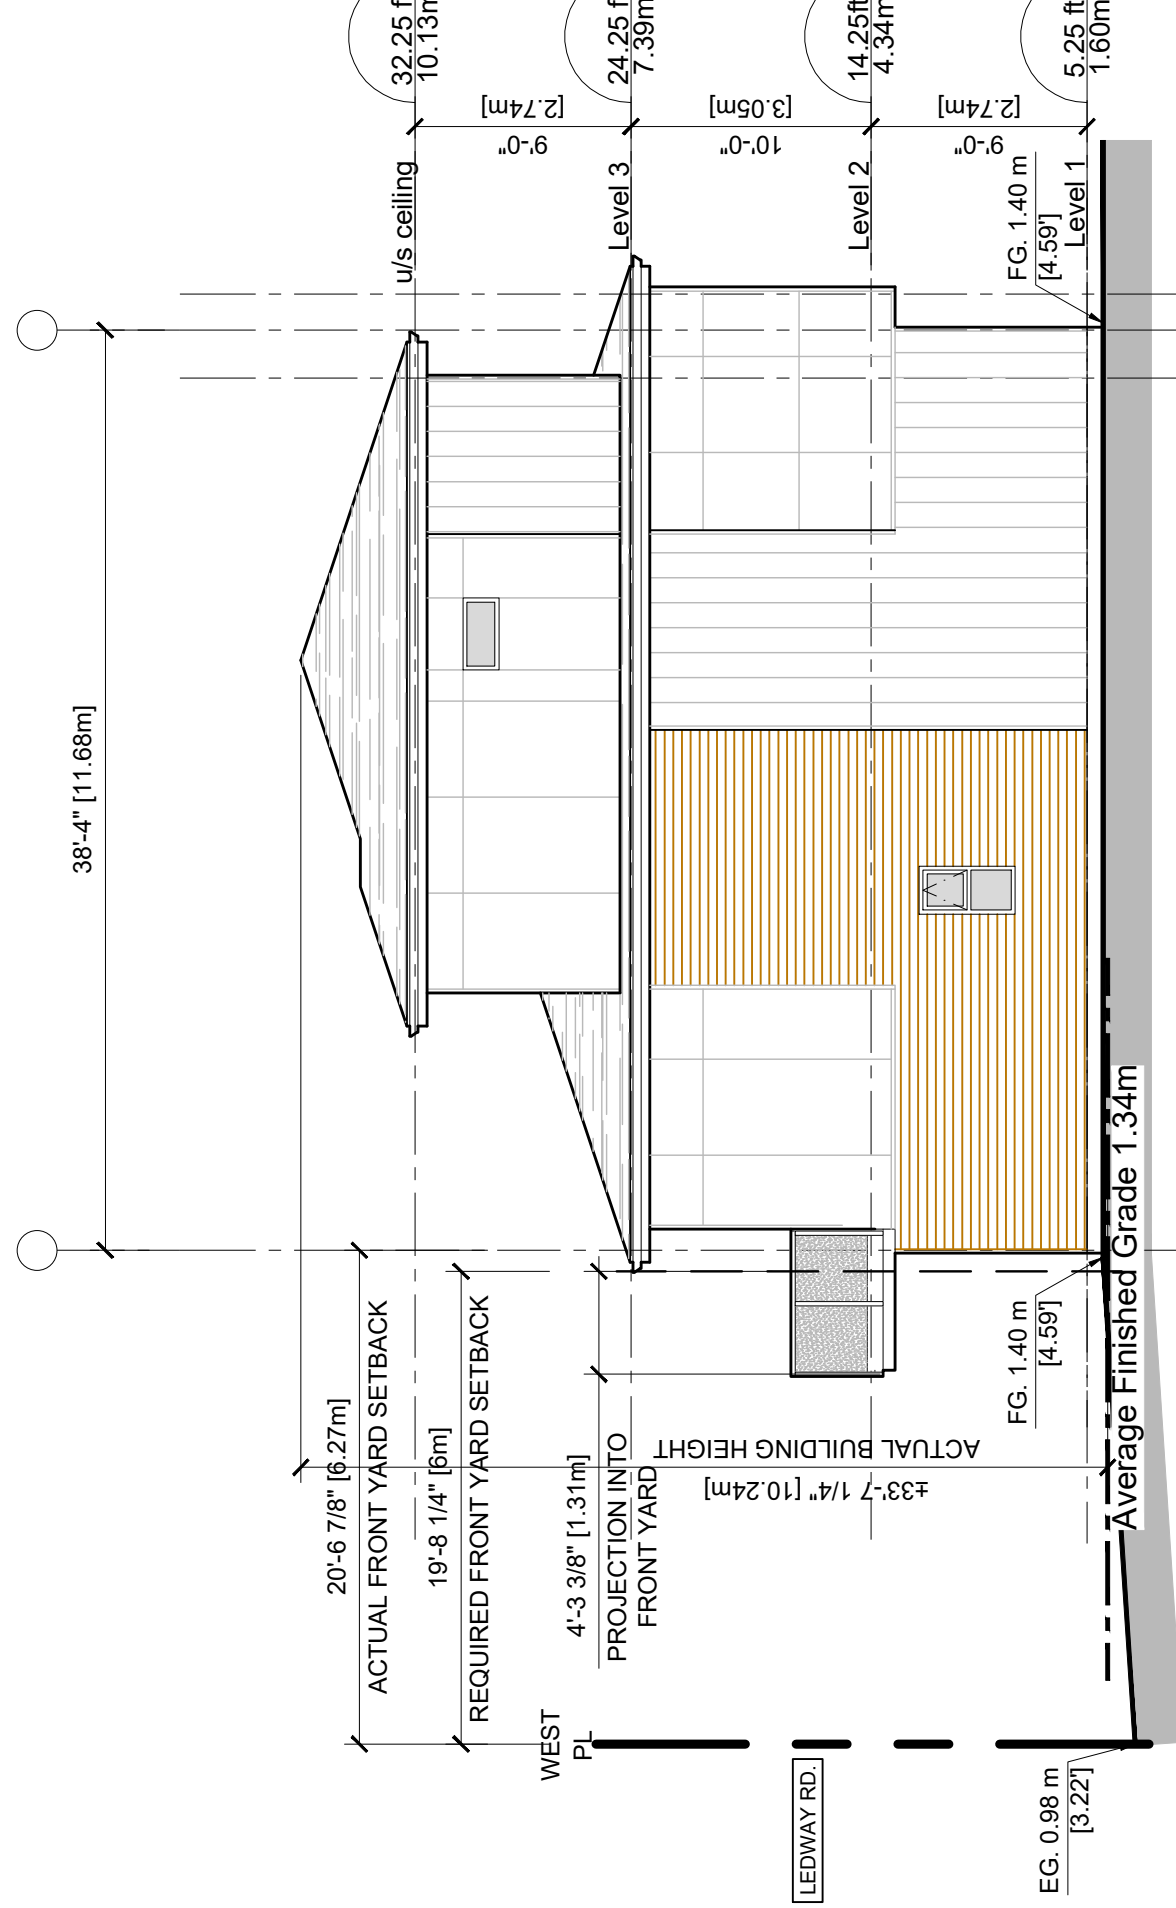 38'-4" [11.68m]
20'-6 7/8" [6.27m]
ACTUAL FRONT YARD SETBACK
19'-8 1/4" [6m]
REQUIRED FRONT YARD SETBACK
4'-3 3/8" [1.31m]
PROJECTION INTO
FRONT YARD
WEST
PL
LEDWAY RD.
EG. 0.98 m
[3.22']
±33'-7 1/4" [10.24m]
ACTUAL BUILDING HEIGHT
FG. 1.40 m
[4.59']
Average Finished Grade 1.34m
FG. 1.40 m
[4.59']
u/s ceiling
32.25 ft
10.13m
9'-0"
[2.74m]
Level 3
24.25 ft
7.39m
10'-0"
[3.05m]
Level 2
14.25ft
4.34m
9'-0"
[2.74m]
Level 1
5.25 ft
1.60m